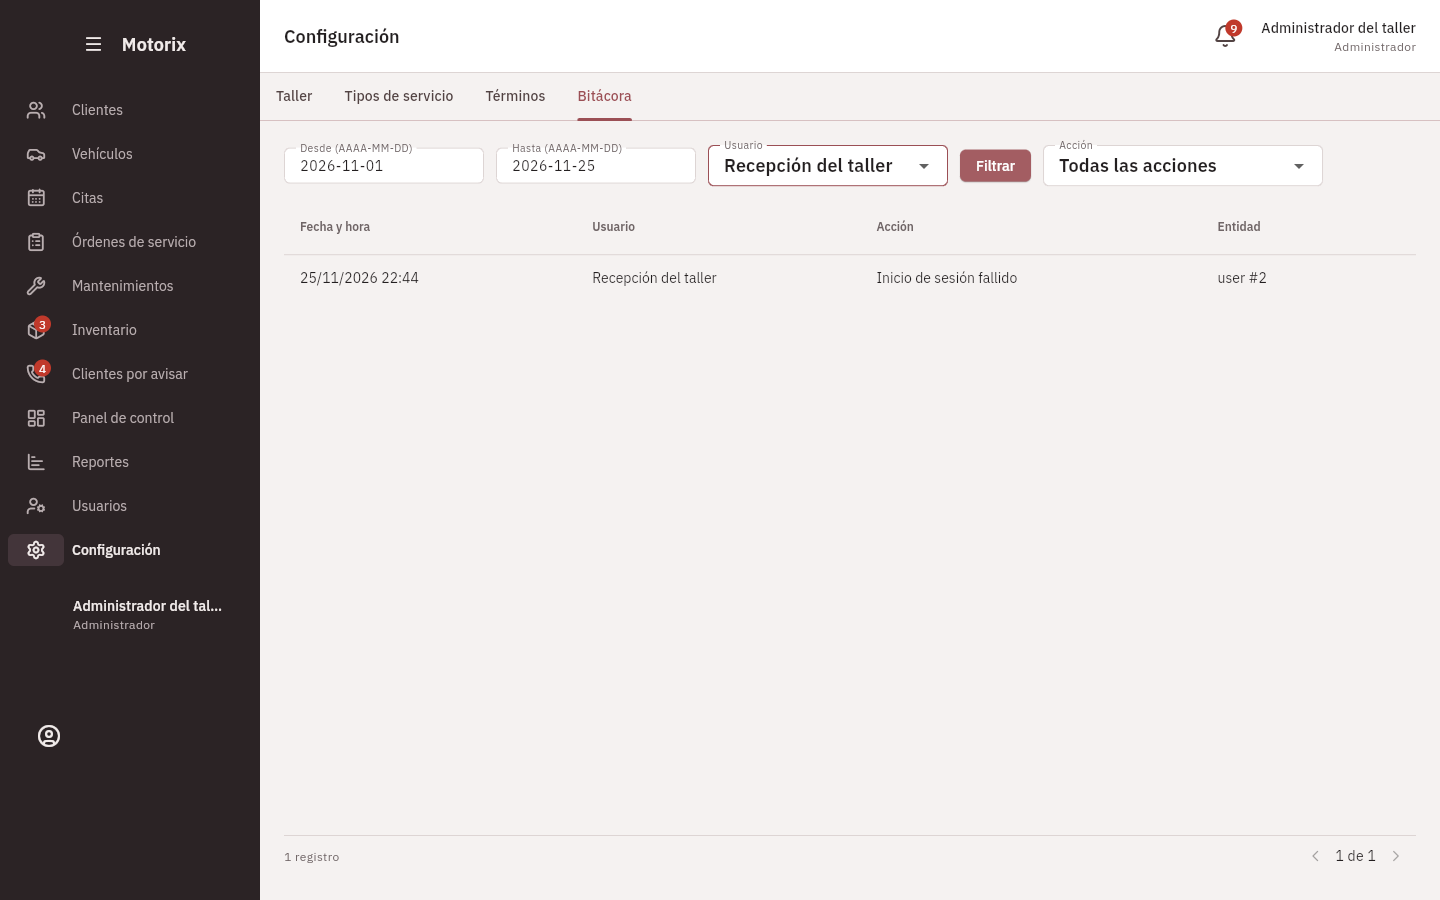 Motorix
Clientes
Vehículos
Citas
Órdenes de servicio
Mantenimientos
3
Inventario
4
Clientes por avisar
Panel de control
Reportes
Usuarios
Configuración
Administrador del tal...
Administrador
Configuración
9
Administrador del taller
Administrador
Taller Tipos de servicio Términos Bitácora
Desde (AAAA-MM-DD)
2026-11-01
Hasta (AAAA-MM-DD)
2026-11-25
Usuario
Recepción del taller
Filtrar
Acción
Todas las acciones
Fecha y hora Usuario Acción Entidad
25/11/2026 22:44 Recepción del taller Inicio de sesión fallido user #2
1 registro
1 de 1